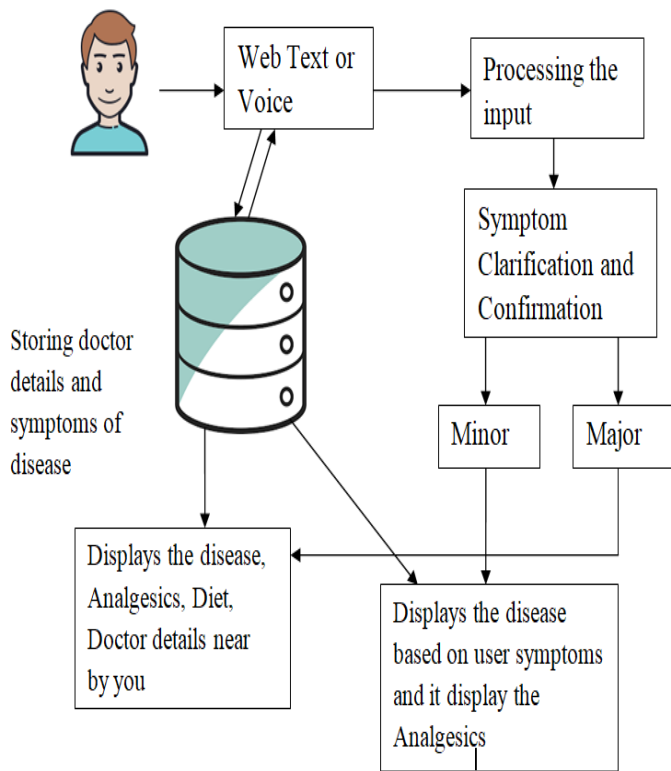 Web Text or
Voice
Processing the
input
Symptom
Clarification and
Confirmation
Storing doctor
details and
symptoms of
disease
Minor
Major
Displays the disease,
Analgesics, Diet,
Doctor details near
by you
Displays the disease
based on user symptoms
and it display the
Analgesics